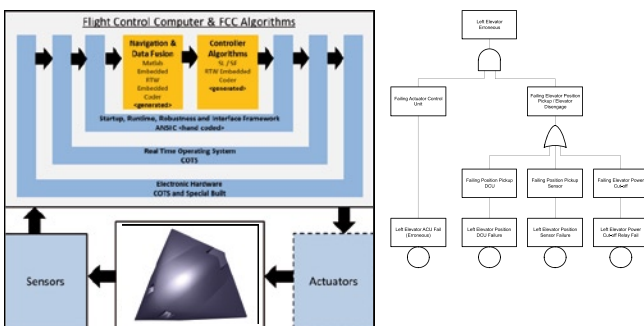 Flight Control Computer & FCC Algorithms
Navigation &
Data Fusion
Matlab
Embedded
RTW
Embedded
Coder
<generated>
Controller
Algorithms
SL / SF
RTW Embedded
Coder
<generated>
Startup, Runtime, Robustness and Interface Framework
ANSIC <hand coded>
Real Time Operating System
COTS
Electronic Hardware
COTS and Special Built
Sensors
Actuators
Left Elevator
Erroneous
Failing Actuator Control
Unit
Failing Elevator Position
Pickup / Elevator
Disengage
Failing Position Pickup
DCU
Failing Position Pickup
Sensor
Failing Elevator Power
Cut-off
Left Elevator ACU Fail
(Erroneous)
Left Elevator Position
DCU Failure
Left Elevator Position
Sensor Failure
Left Elevator Power
Cut-off Relay Fail